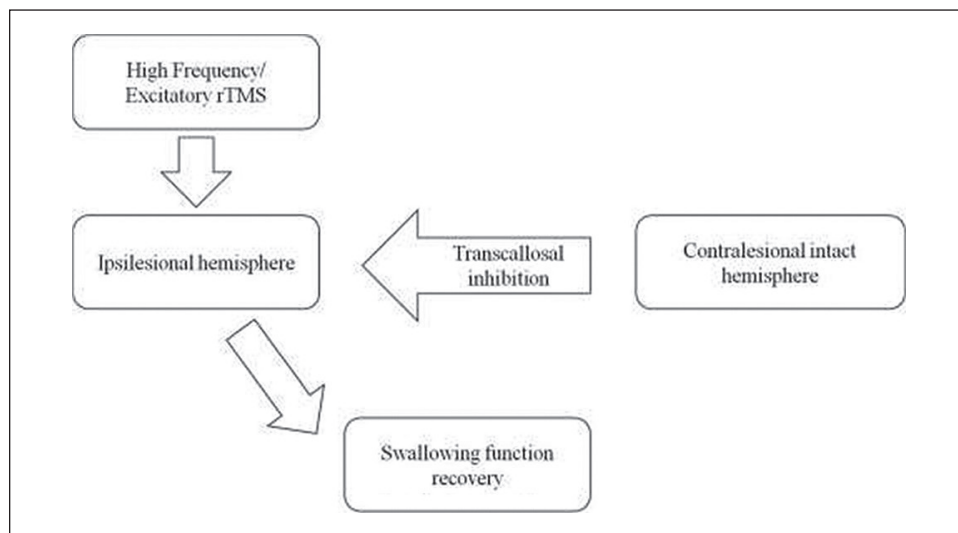 High Frequency/
Excitatory rTMS
Ipsilesional hemisphere
Transcallosal
inhibition
Contralesional intact
hemisphere
Swallowing function
recovery